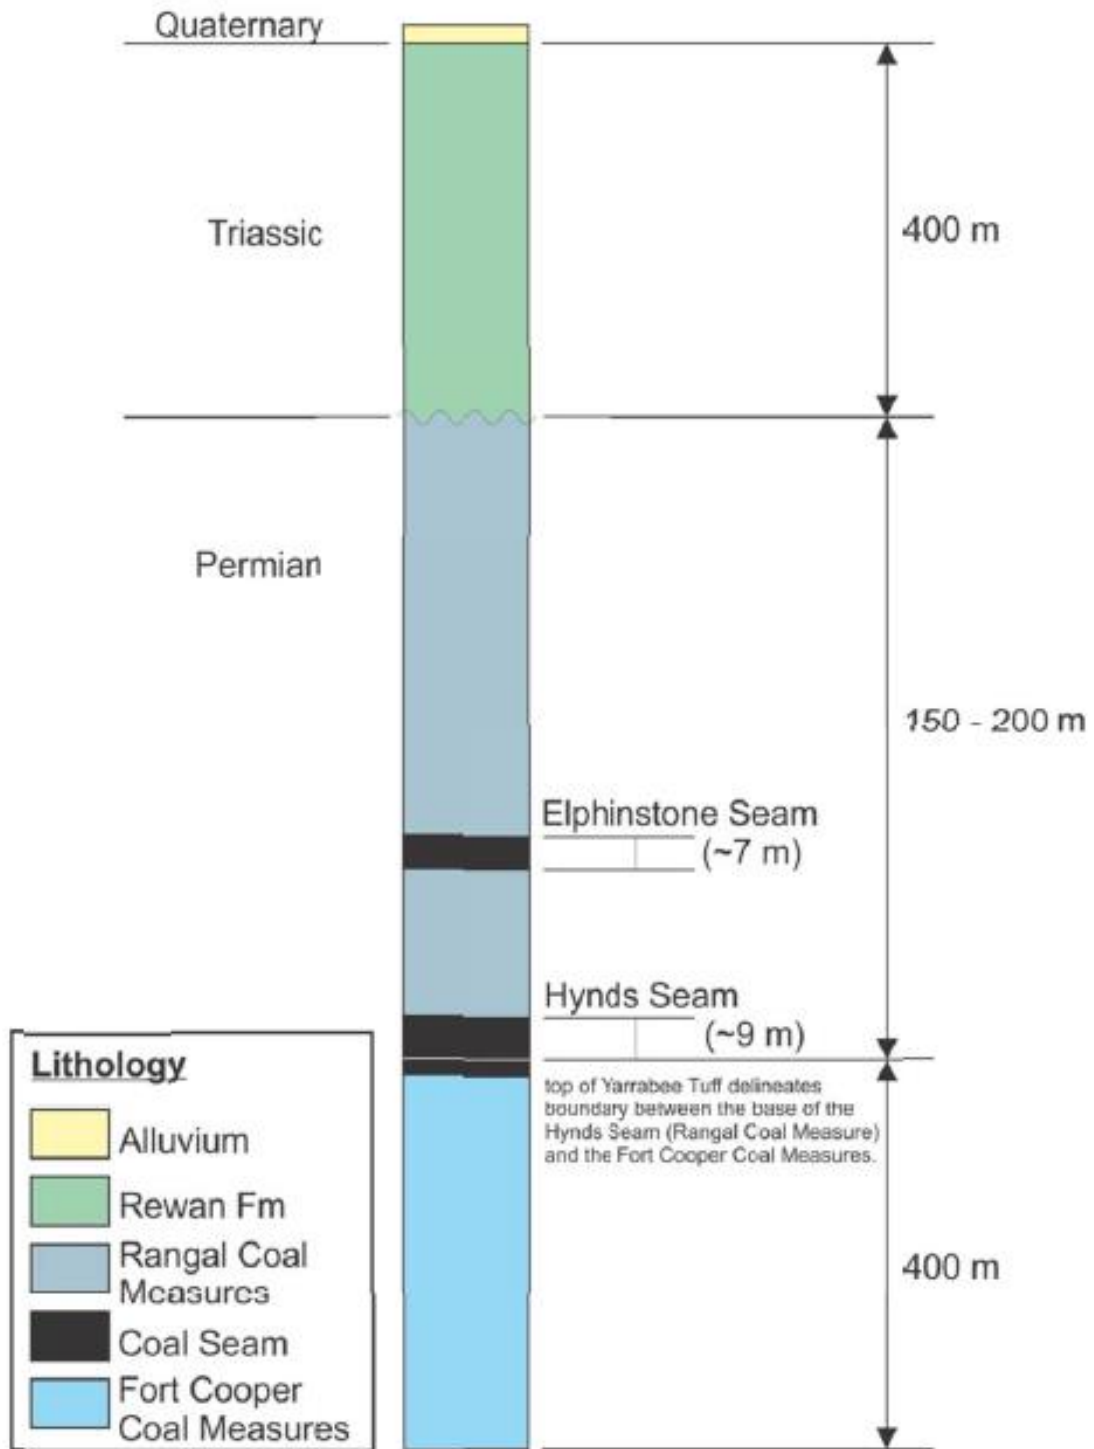 Quaternary
Triassic
400 m
Permian
150 - 200 m
Elphinstone Seam
(~7 m)
Hynds Seam
(~9 m)
top of Yarrabee Tuff delineates
boundary between the base of the
Hynds Seam (Rangal Coal Measure)
and the Fort Cooper Coal Measures.
400 m
Lithology
Alluvium
Rewan Fm
Rangal Coal
Measures
Coal Seam
Fort Cooper
Coal Measures